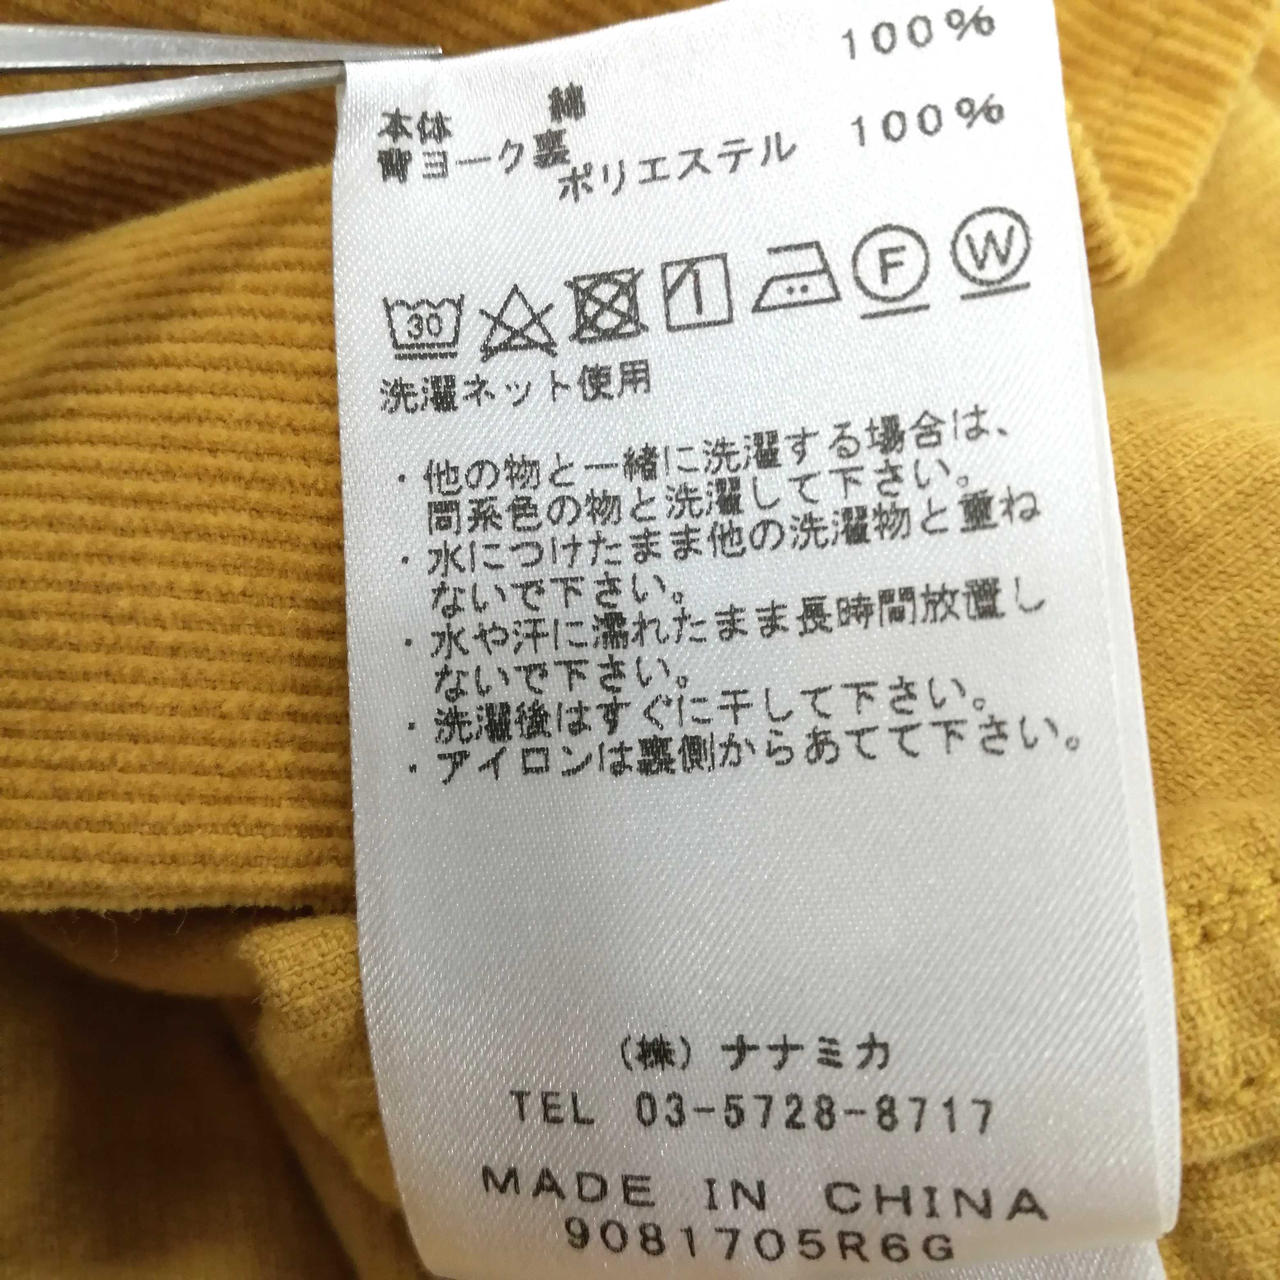 本体 綿 100%
背ヨーク裏
ポリエステル 100%
30 1 F W
洗濯ネット使用
・他の物と一緒に洗濯する場合は、
同系色の物と洗濯して下さい。
・水につけたまま他の洗濯物と重ね
ないで下さい。
・水や汗に濡れたまま長時間放置し
ないで下さい。
・洗濯後はすぐに干して下さい。
・アイロンは裏側からあてて下さい。
(株)ナナミカ
TEL 03-5728-8717
MADE IN CHINA
9081705R6G